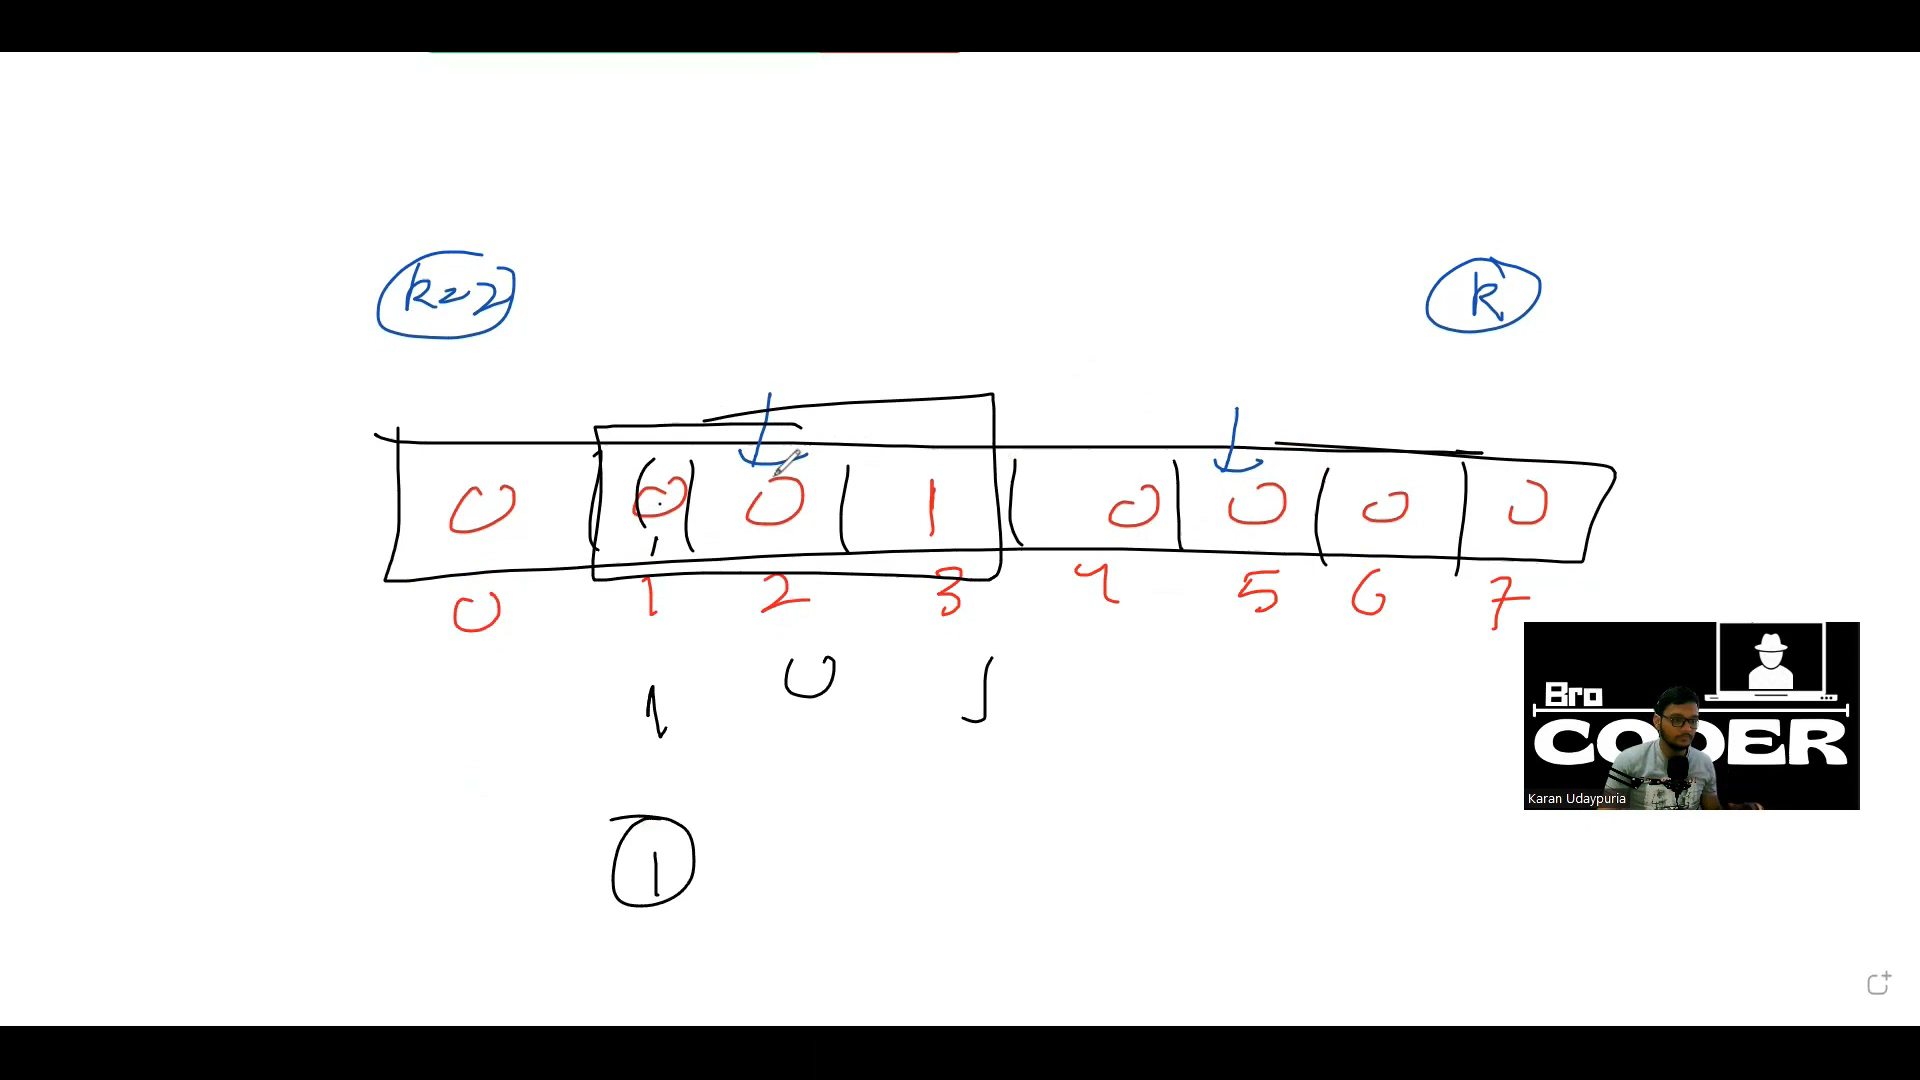 k=2 k
0 0 0 1 0 0 0 0
0 1 2 3 4 5 6 7
1 0 J
1
Bro
CODER
Karan Udaypuria